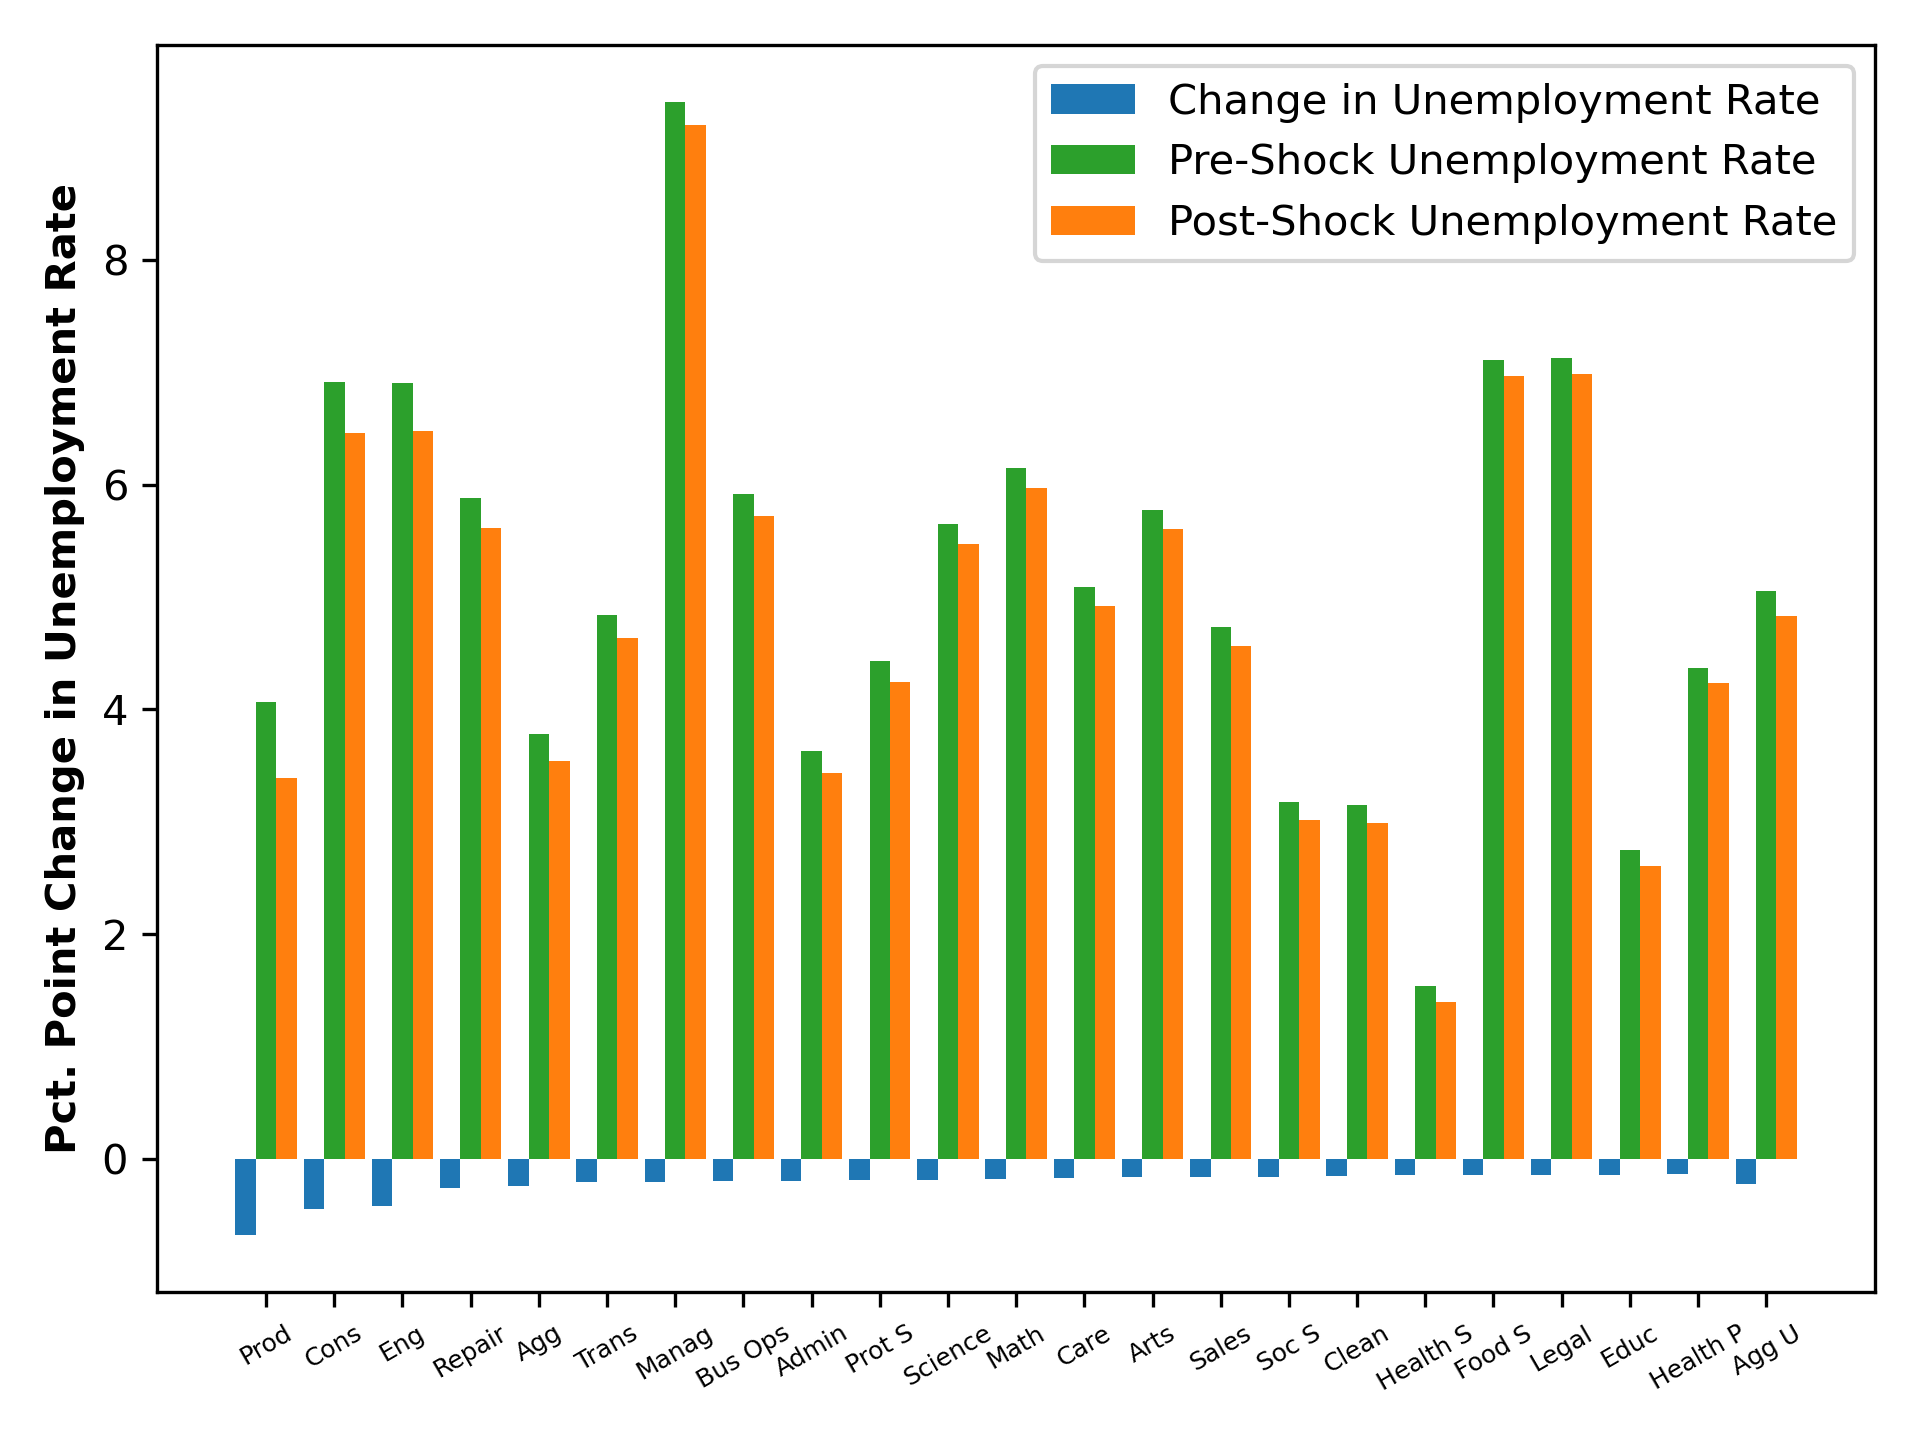 Change in Unemployment Rate
Pre-Shock Unemployment Rate
Post-Shock Unemployment Rate
Pct. Point Change in Unemployment Rate
8
6
4
2
0
Prod
Cons
Eng
Repair
Agg
Trans
Manag
Bus Ops
Admin
Prot S
Science
Math
Care
Arts
Sales
Soc S
Clean
Health S
Food S
Legal
Educ
Health P
Agg U